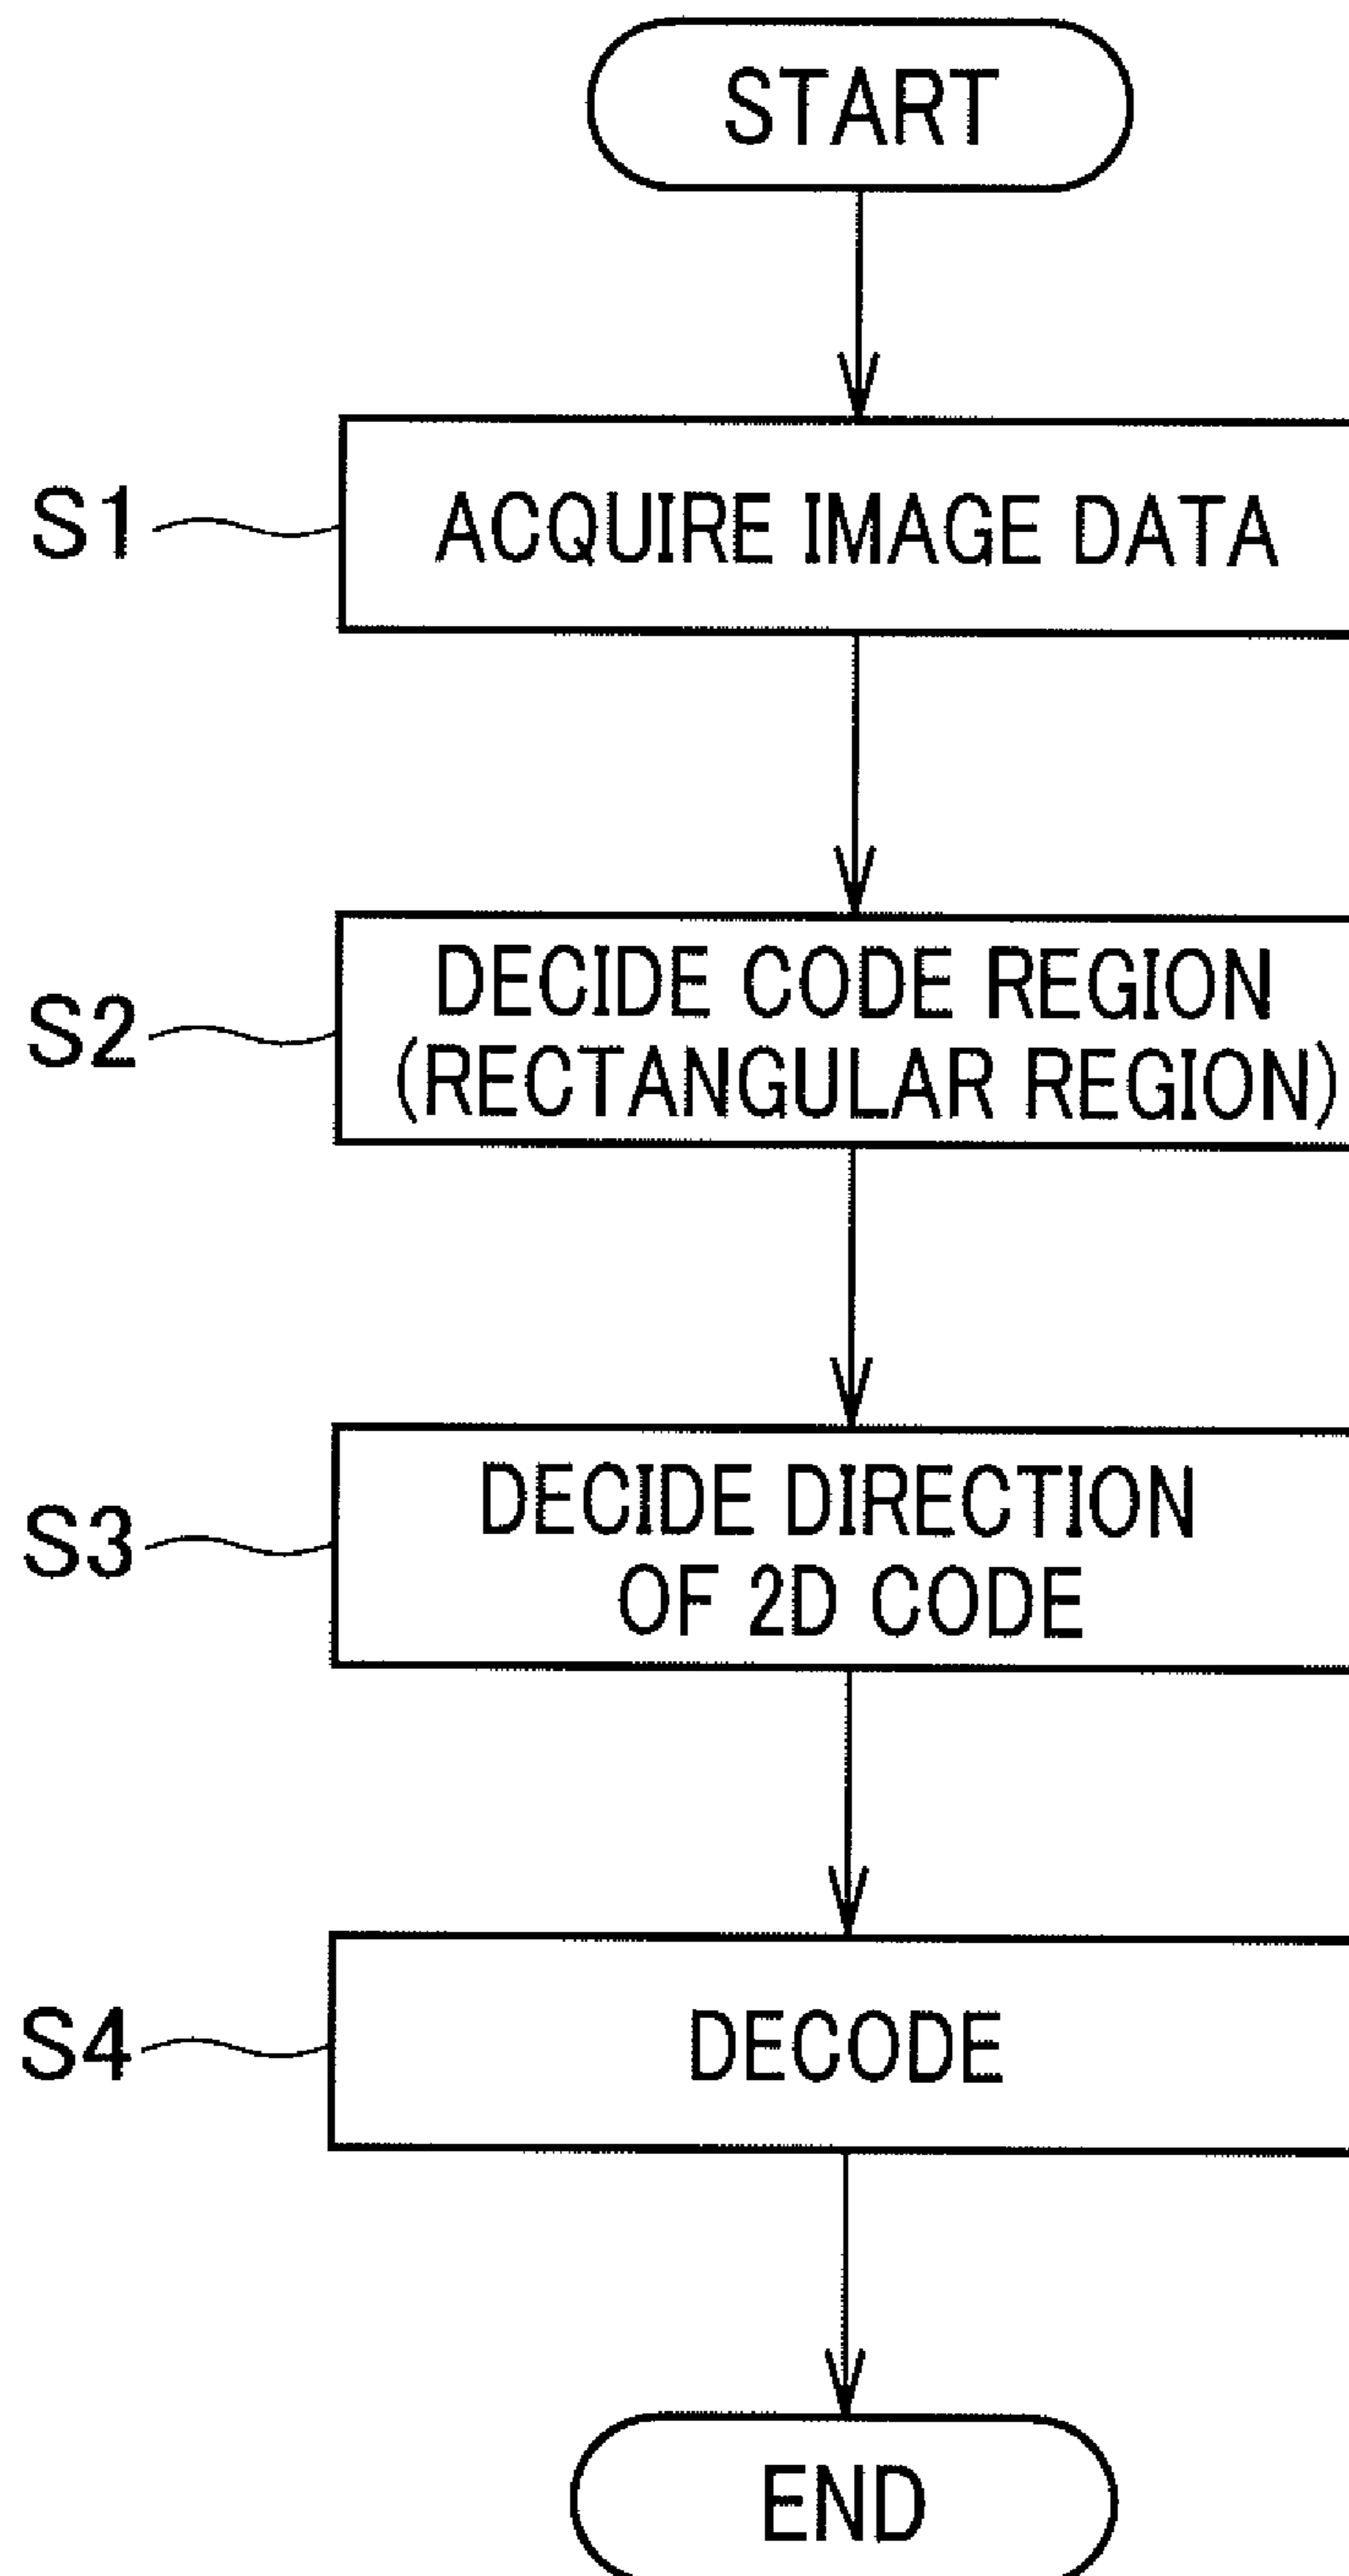 START
S1
ACQUIRE IMAGE DATA
S2
DECIDE CODE REGION
(RECTANGULAR REGION)
S3
DECIDE DIRECTION
OF 2D CODE
S4
DECODE
END